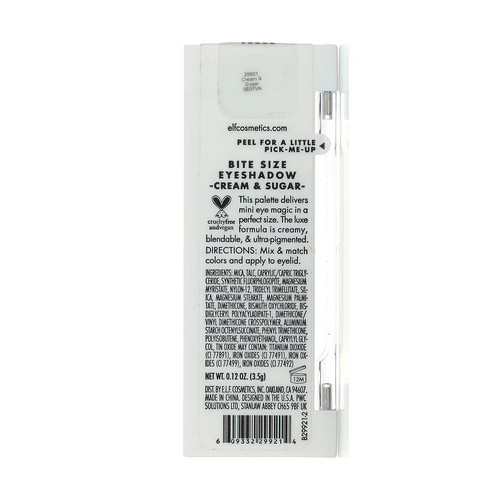 29921
Cream &
Sugar
elfcosmetics.com
PEEL FOR A LITTLE
PICK-ME-UP
BITE SIZE
EYESHADOW
-CREAM & SUGAR-
crueltyfree
andvegan
This palette delivers
mini eye magic in a
perfect size. The luxe
formula is creamy,
blendable, & ultra-pigmented.
DIRECTIONS: Mix & match
colors and apply to eyelid.
INGREDIENTS: MICA, TALC, CAPRYLIC/CAPRIC TRIGLY-
CERIDE, SYNTHETIC FLUORPHLOGOPITE, MAGNESIUM
MYRISTATE, NYLON-12, TRIDECYL TRIMELLITATE, SIL-
ICA, MAGNESIUM STEARATE, MAGNESIUM PALMI-
TATE, DIMETHICONE, BISMUTH OXYCHLORIDE, BIS-
DIGLYCERYL POLYACYLADIPATE-1, DIMETHICONE/
VINYL DIMETHICONE CROSSPOLYMER, ALUMINUM
STARCH OCTENYLSUCCINATE, PHENYL TRIMETHICONE,
POLYISOBUTENE, PHENOXYETHANOL, CAPRYLYL GLY-
COL, TIN OXIDE MAY CONTAIN: TITANIUM DIOXIDE
(CI 77891), IRON OXIDES (CI 77491), IRON OX-
IDES (CI 77499), IRON OXIDES (CI 77492)
NET WT. 0.12 OZ. (3.5g)
12M
DIST. BY E.L.F. COSMETICS, INC. OAKLAND, CA 94607,
MADE IN CHINA, DESIGNED IN THE U.S.A. PWC
SOLUTIONS LTD, STANLAW ABBEY CH65 9BF UK
B29921-2
6 09332 29921 4